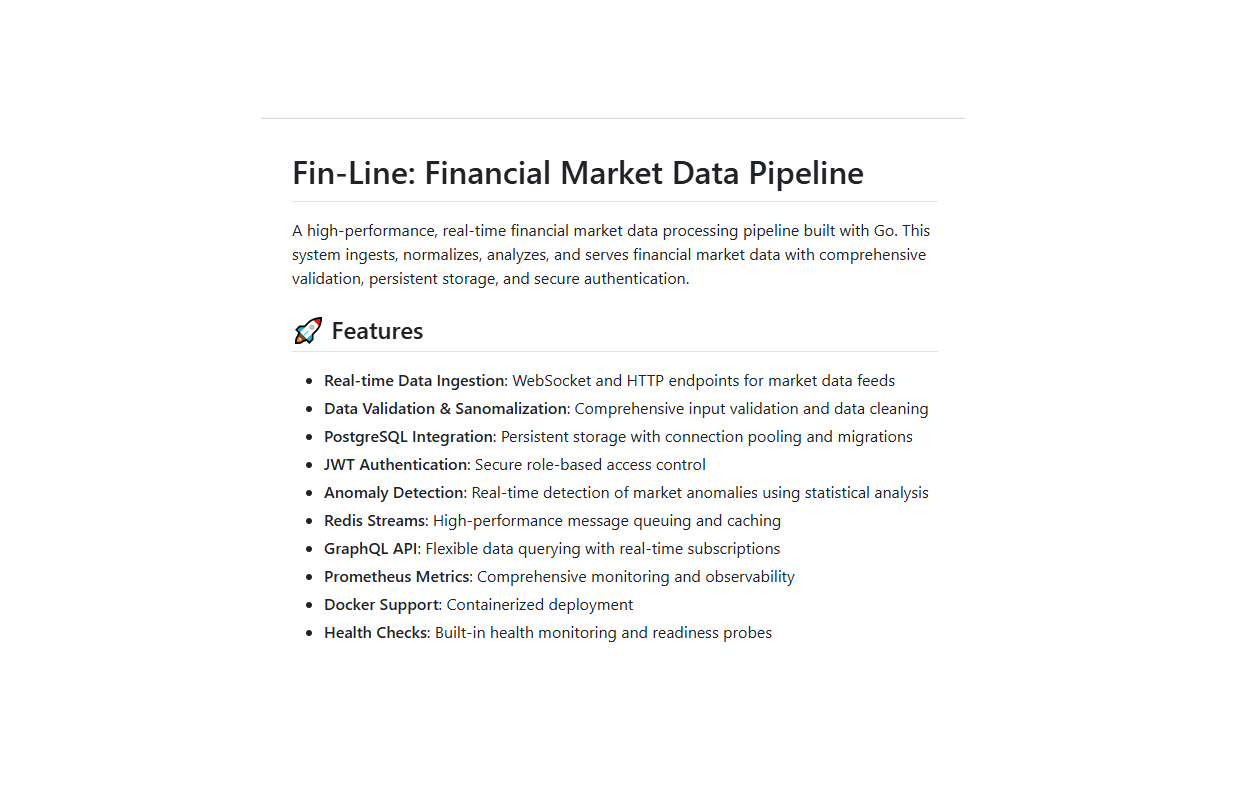 Fin-Line: Financial Market Data Pipeline
A high-performance, real-time financial market data processing pipeline built with Go. This
system ingests, normalizes, analyzes, and serves financial market data with comprehensive
validation, persistent storage, and secure authentication.
🚀 Features
• Real-time Data Ingestion: WebSocket and HTTP endpoints for market data feeds
• Data Validation & Sanomalization: Comprehensive input validation and data cleaning
• PostgreSQL Integration: Persistent storage with connection pooling and migrations
• JWT Authentication: Secure role-based access control
• Anomaly Detection: Real-time detection of market anomalies using statistical analysis
• Redis Streams: High-performance message queuing and caching
• GraphQL API: Flexible data querying with real-time subscriptions
• Prometheus Metrics: Comprehensive monitoring and observability
• Docker Support: Containerized deployment
• Health Checks: Built-in health monitoring and readiness probes